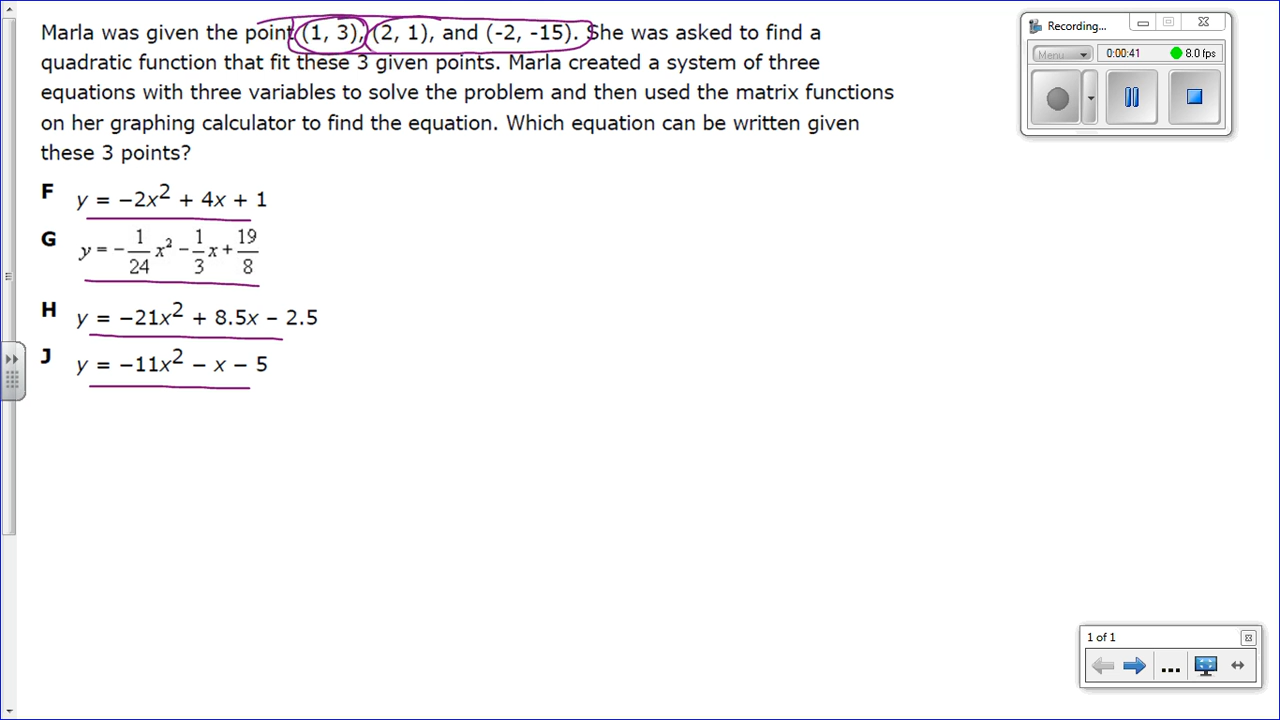 Marla was given the point (1, 3), (2, 1), and (-2, -15). She was asked to find a
quadratic function that fit these 3 given points. Marla created a system of three
equations with three variables to solve the problem and then used the matrix functions
on her graphing calculator to find the equation. Which equation can be written given
these 3 points?
F y = −2x² + 4x + 1
G y = −1/24 x² − 1/3 x + 19/8
H y = −21x² + 8.5x − 2.5
J y = −11x² − x − 5
Recording...
Menu
0:00:41
8.0 fps
1 of 1
...